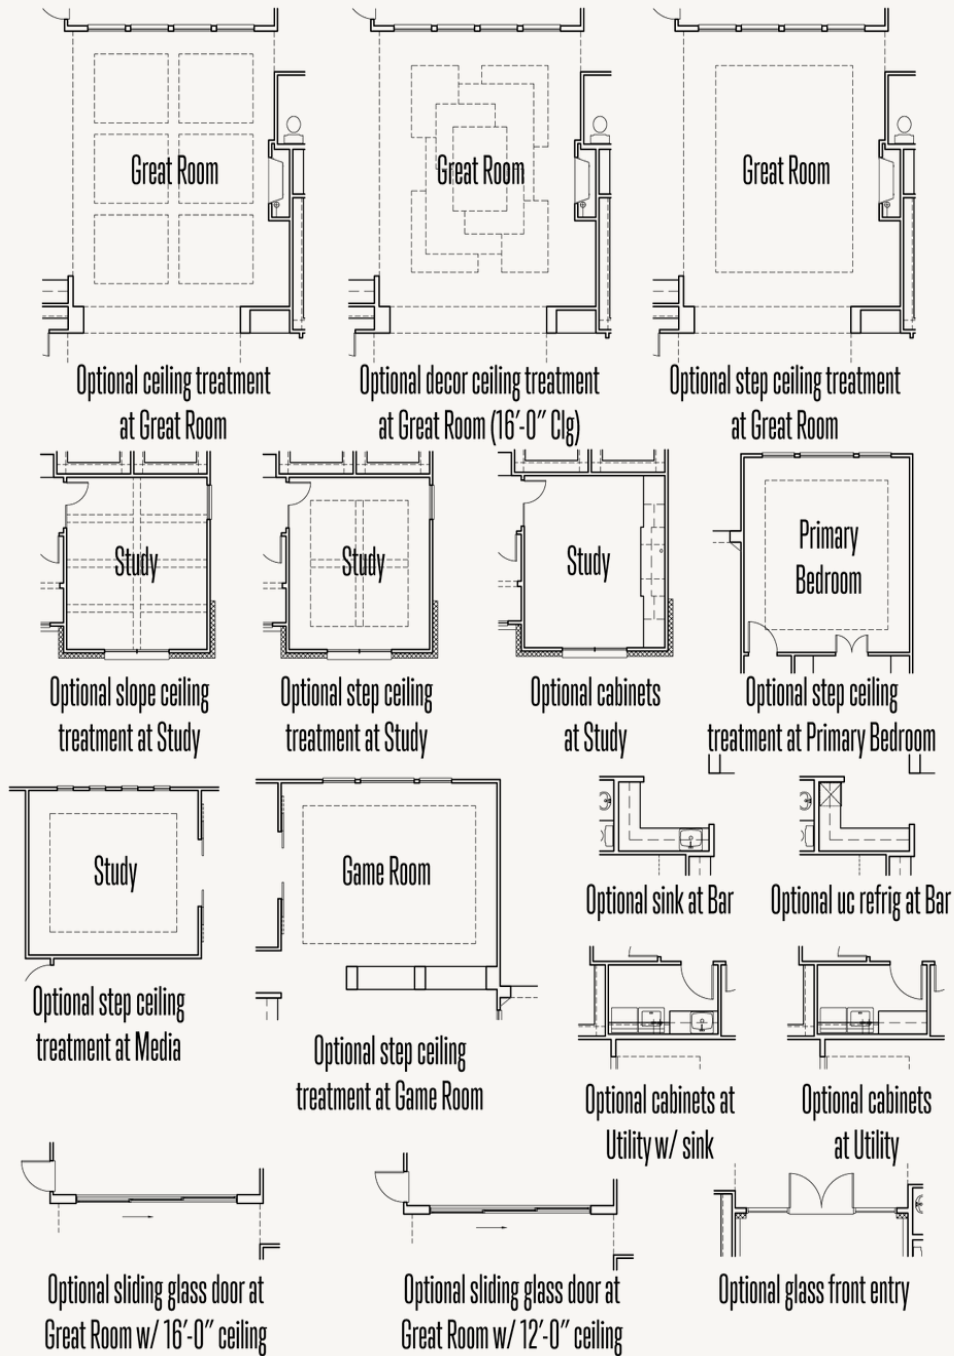 Great Room
Great Room
Great Room
Optional ceiling treatment
at Great Room
Optional decor ceiling treatment
at Great Room (16'-0" Clg)
Optional step ceiling treatment
at Great Room
Study
Study
Study
Primary
Bedroom
Optional slope ceiling
treatment at Study
Optional step ceiling
treatment at Study
Optional cabinets
at Study
Optional step ceiling
treatment at Primary Bedroom
Study
Game Room
Optional sink at Bar
Optional uc refrig at Bar
Optional step ceiling
treatment at Media
Optional step ceiling
treatment at Game Room
Optional cabinets at
Utility w/ sink
Optional cabinets
at Utility
Optional sliding glass door at
Great Room w/ 16'-0" ceiling
Optional sliding glass door at
Great Room w/ 12'-0" ceiling
Optional glass front entry